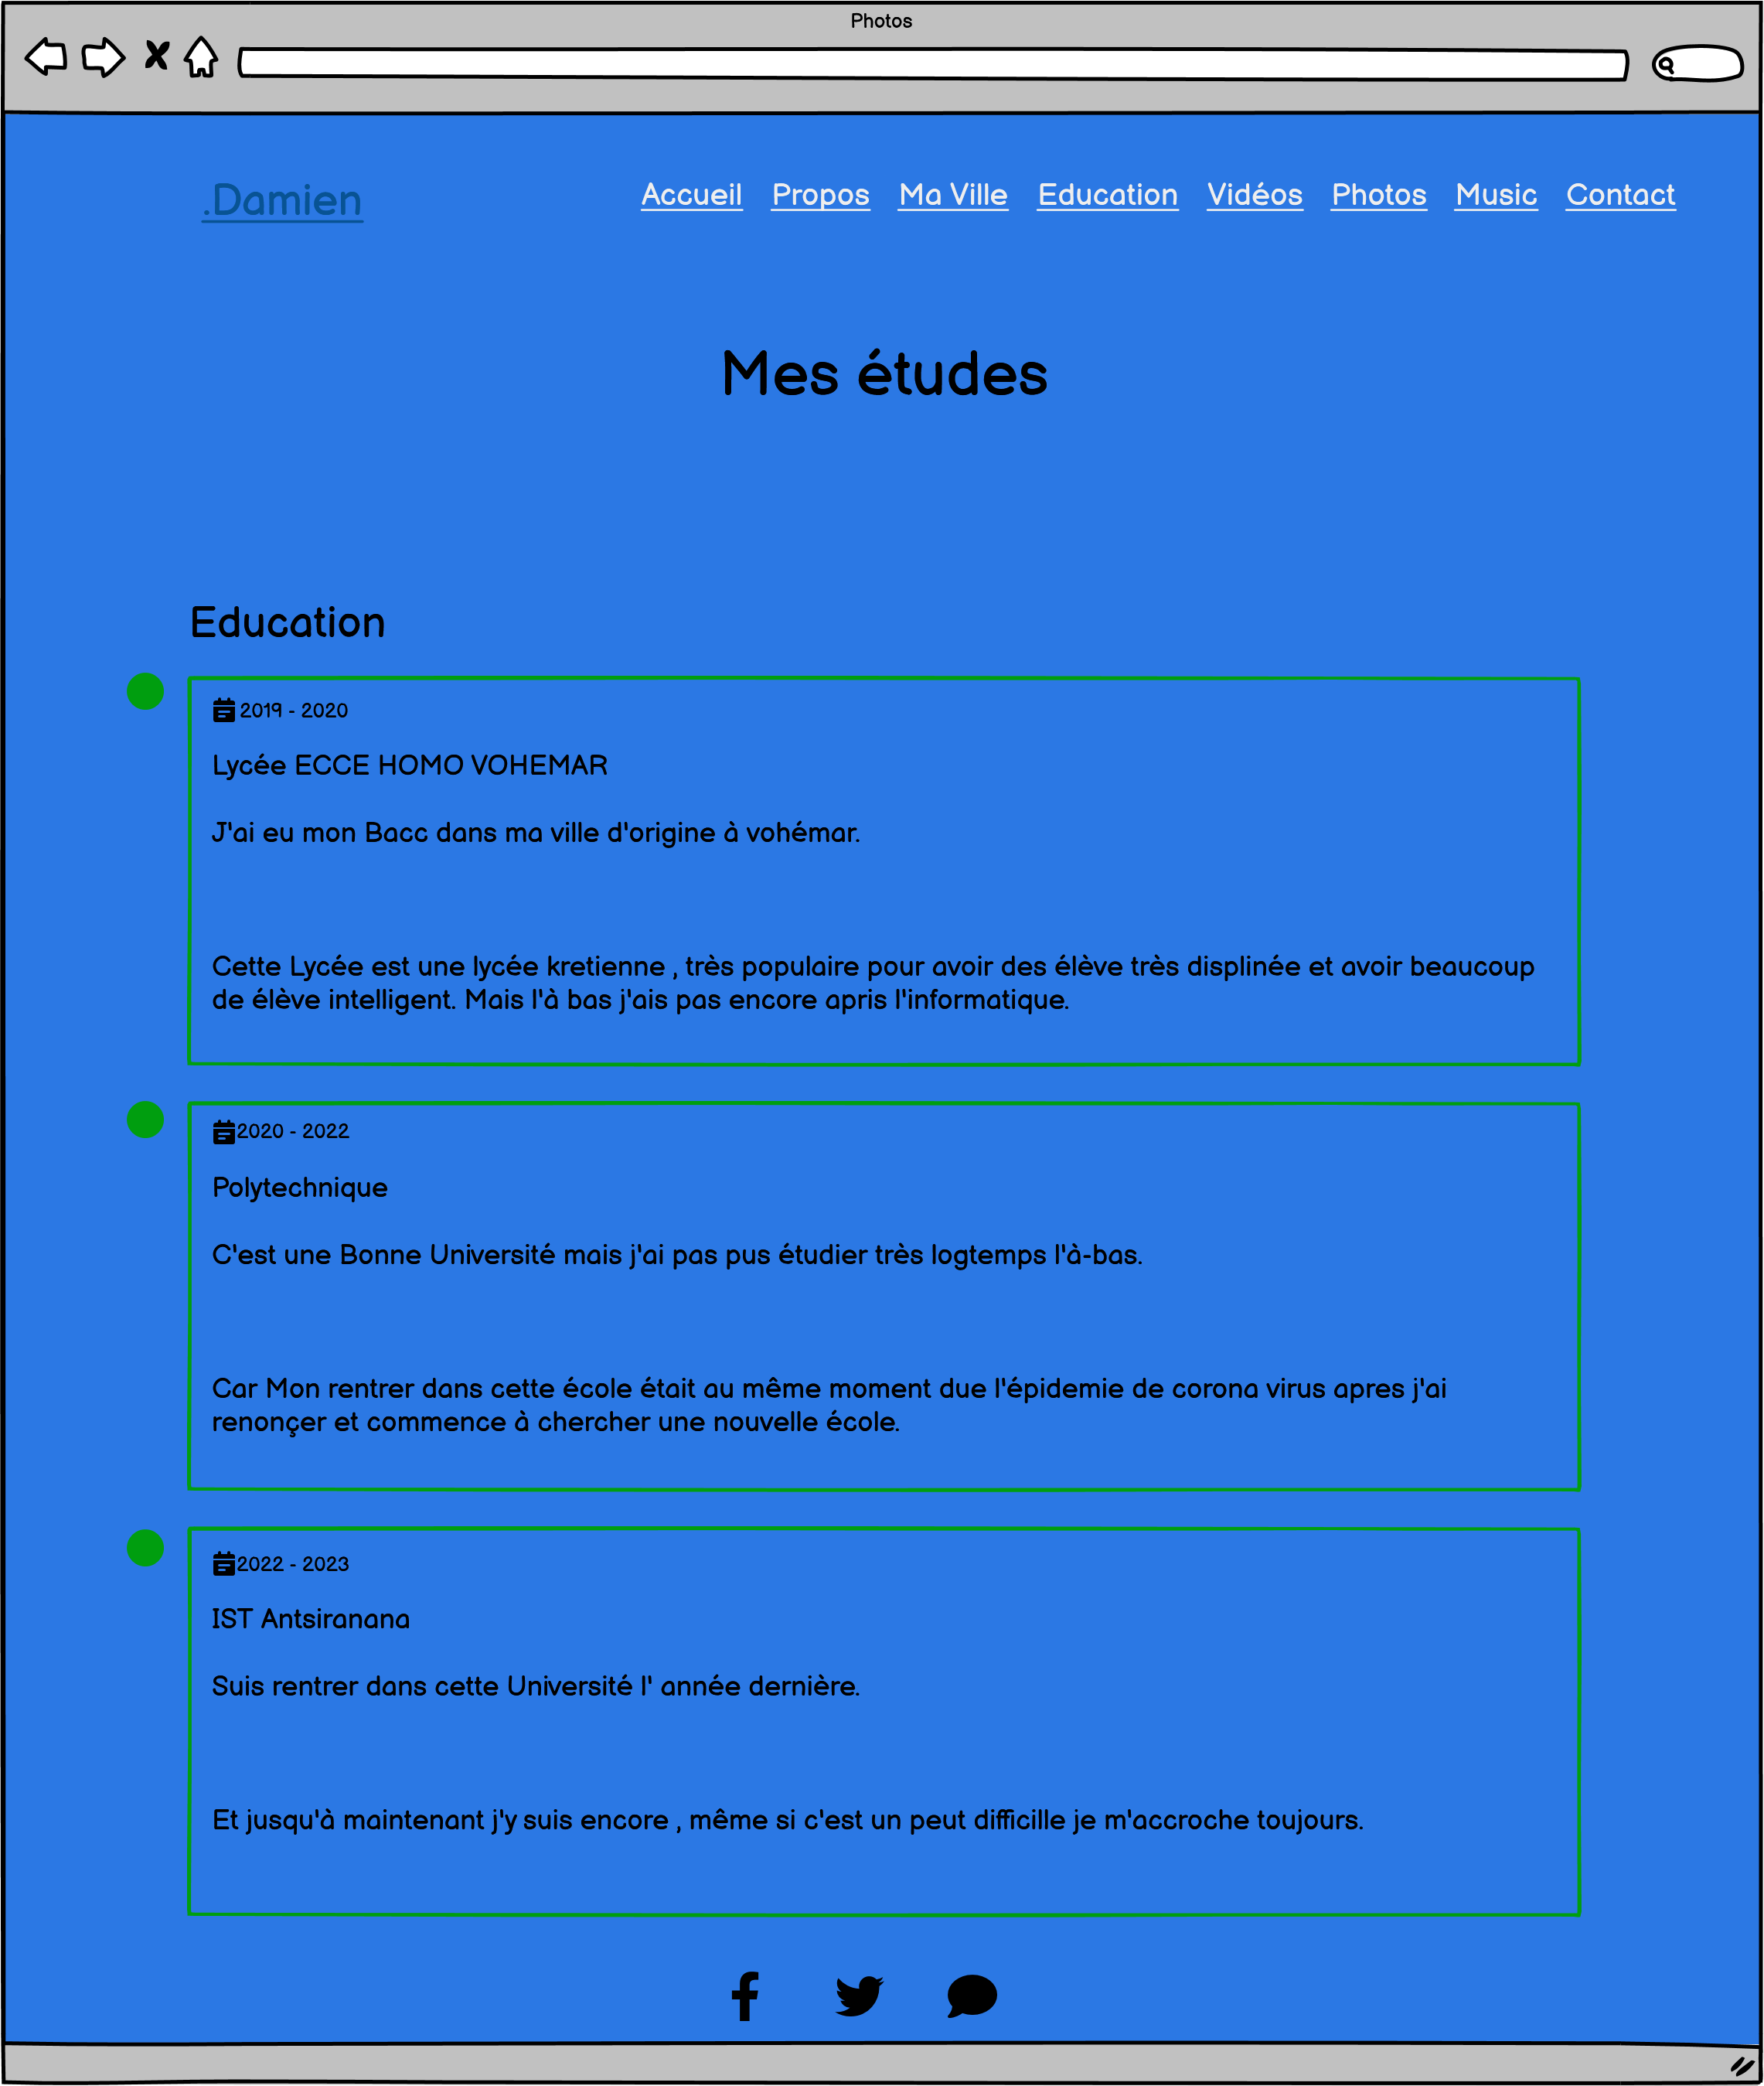 Photos
.Damien
Accueil Propos Ma Ville Education Vidéos Photos Music Contact
Mes études
Education
2019 - 2020
Lycée ECCE HOMO VOHEMAR
J'ai eu mon Bacc dans ma ville d'origine à vohémar.
Cette Lycée est une lycée kretienne , très populaire pour avoir des élève très displinée et avoir beaucoup
de élève intelligent. Mais l'à bas j'ais pas encore apris l'informatique.
2020 - 2022
Polytechnique
C'est une Bonne Université mais j'ai pas pus étudier très logtemps l'à-bas.
Car Mon rentrer dans cette école était au même moment due l'épidemie de corona virus apres j'ai
renonçer et commence à chercher une nouvelle école.
2022 - 2023
IST Antsiranana
Suis rentrer dans cette Université l' année dernière.
Et jusqu'à maintenant j'y suis encore , même si c'est un peut difficille je m'accroche toujours.